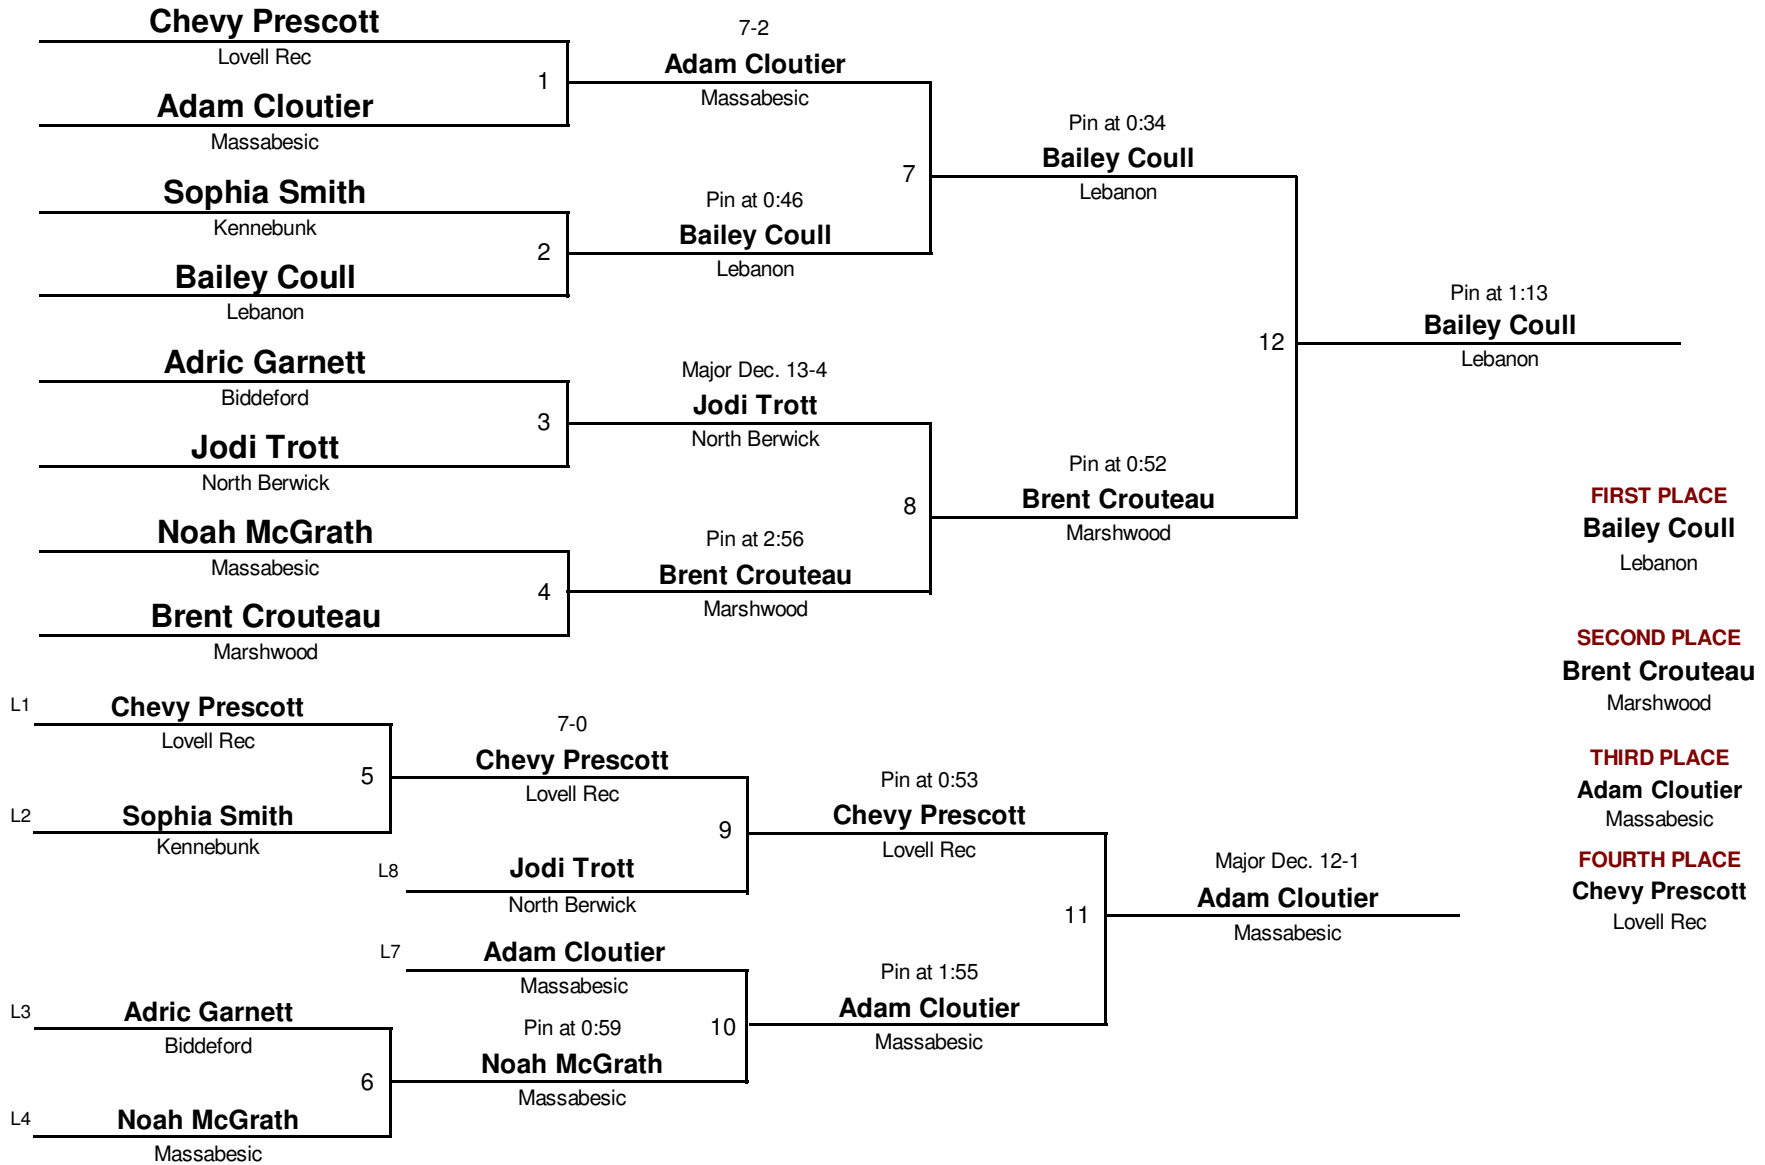 Chevy Prescott
Lovell Rec
1
Adam Cloutier
Massabesic
Sophia Smith
Kennebunk
2
Bailey Coull
Lebanon
Adric Garnett
Biddeford
3
Jodi Trott
North Berwick
Noah McGrath
Massabesic
4
Brent Crouteau
Marshwood
7-2
Adam Cloutier
Massabesic
7
Pin at 0:46
Bailey Coull
Lebanon
Major Dec. 13-4
Jodi Trott
North Berwick
8
Pin at 2:56
Brent Crouteau
Marshwood
Pin at 0:34
Bailey Coull
Lebanon
12
Pin at 0:52
Brent Crouteau
Marshwood
Pin at 1:13
Bailey Coull
Lebanon
L1
Chevy Prescott
Lovell Rec
5
L2
Sophia Smith
Kennebunk
7-0
Chevy Prescott
Lovell Rec
9
L8
Jodi Trott
North Berwick
L7
Adam Cloutier
Massabesic
10
L3
Adric Garnett
Biddeford
6
L4
Noah McGrath
Massabesic
Pin at 0:59
Noah McGrath
Massabesic
Pin at 0:53
Chevy Prescott
Lovell Rec
11
Pin at 1:55
Adam Cloutier
Massabesic
Major Dec. 12-1
Adam Cloutier
Massabesic
FIRST PLACE
Bailey Coull
Lebanon
SECOND PLACE
Brent Crouteau
Marshwood
THIRD PLACE
Adam Cloutier
Massabesic
FOURTH PLACE
Chevy Prescott
Lovell Rec